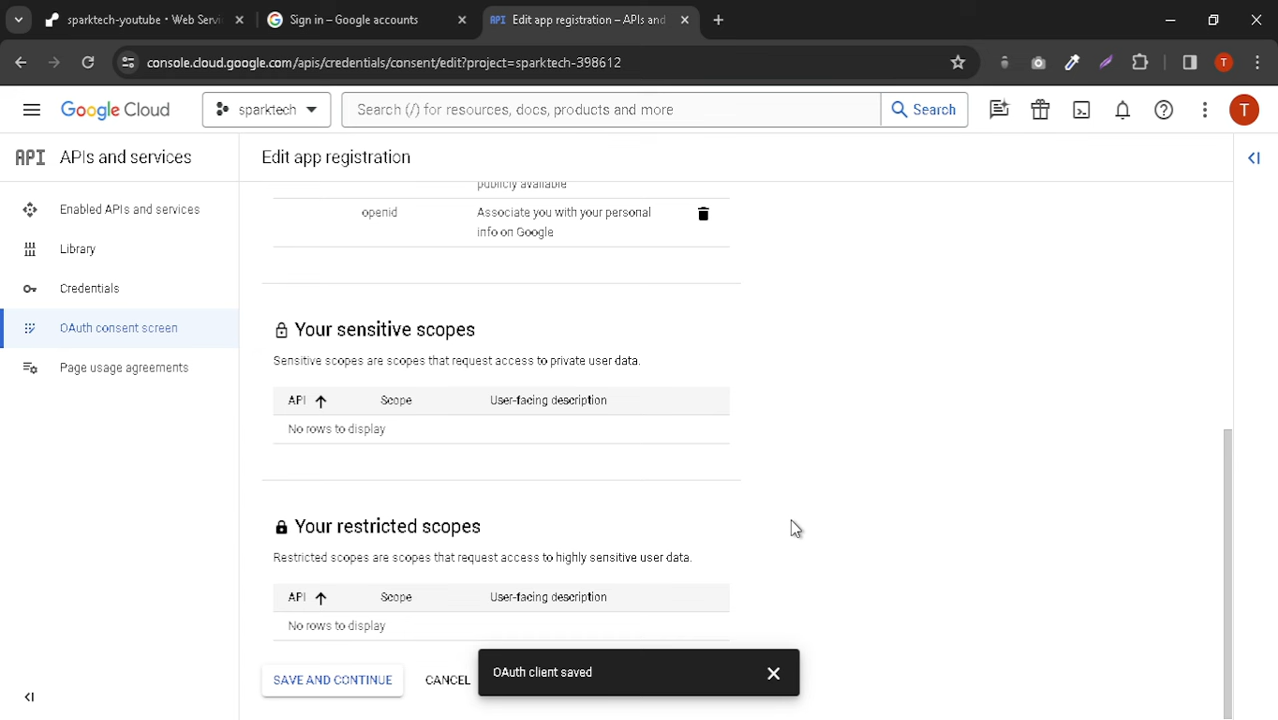 sparktech-youtube • Web Servi
Sign in – Google accounts
API Edit app registration – APIs and
console.cloud.google.com/apis/credentials/consent/edit?project=sparktech-398612
T
Google Cloud
sparktech
Search (/) for resources, docs, products and more
Search
T
API APIs and services
Edit app registration
Enabled APIs and services
Library
Credentials
OAuth consent screen
Page usage agreements
publicly available
openid
Associate you with your personal
info on Google
Your sensitive scopes
Sensitive scopes are scopes that request access to private user data.
API Scope User-facing description
No rows to display
Your restricted scopes
Restricted scopes are scopes that request access to highly sensitive user data.
API Scope User-facing description
No rows to display
SAVE AND CONTINUE
CANCEL
OAuth client saved